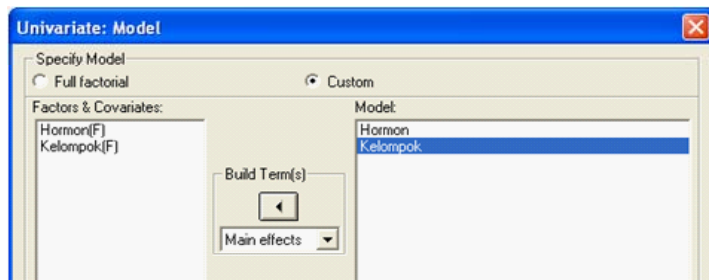 Univariate: Model
Specify Model
Full factorial
Custom
Factors & Covariates:
Model:
Hormon(F)
Kelompok(F)
Hormon
Kelompok
Build Term(s)
Main effects